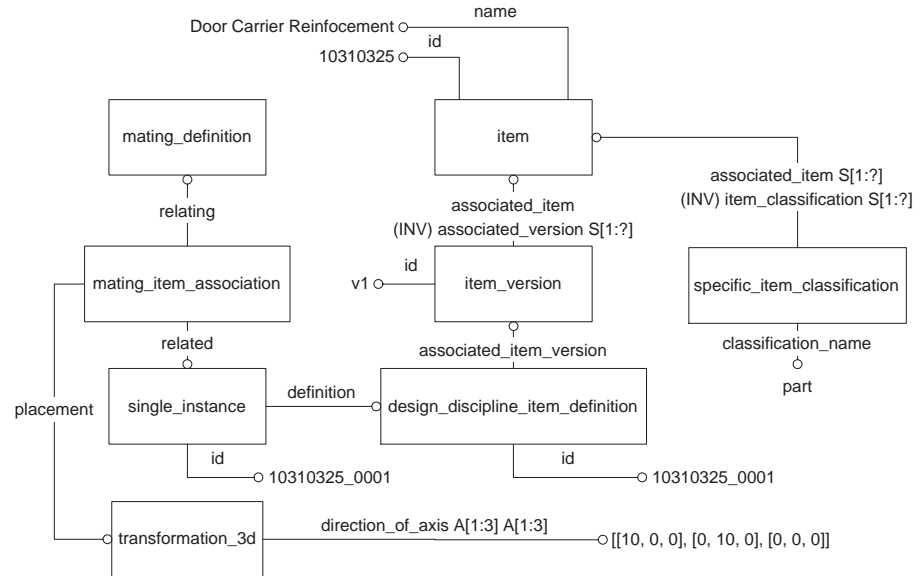 name
Door Carrier Reinfocement
id
10310325
mating_definition
item
relating
associated_item
(INV) associated_version S[1:?]
associated_item S[1:?]
(INV) item_classification S[1:?]
mating_item_association
id
v1
item_version
specific_item_classification
related
associated_item_version
classification_name
part
placement
single_instance
definition
design_discipline_item_definition
id
10310325_0001
id
10310325_0001
transformation_3d
direction_of_axis A[1:3] A[1:3]
[[10, 0, 0], [0, 10, 0], [0, 0, 0]]